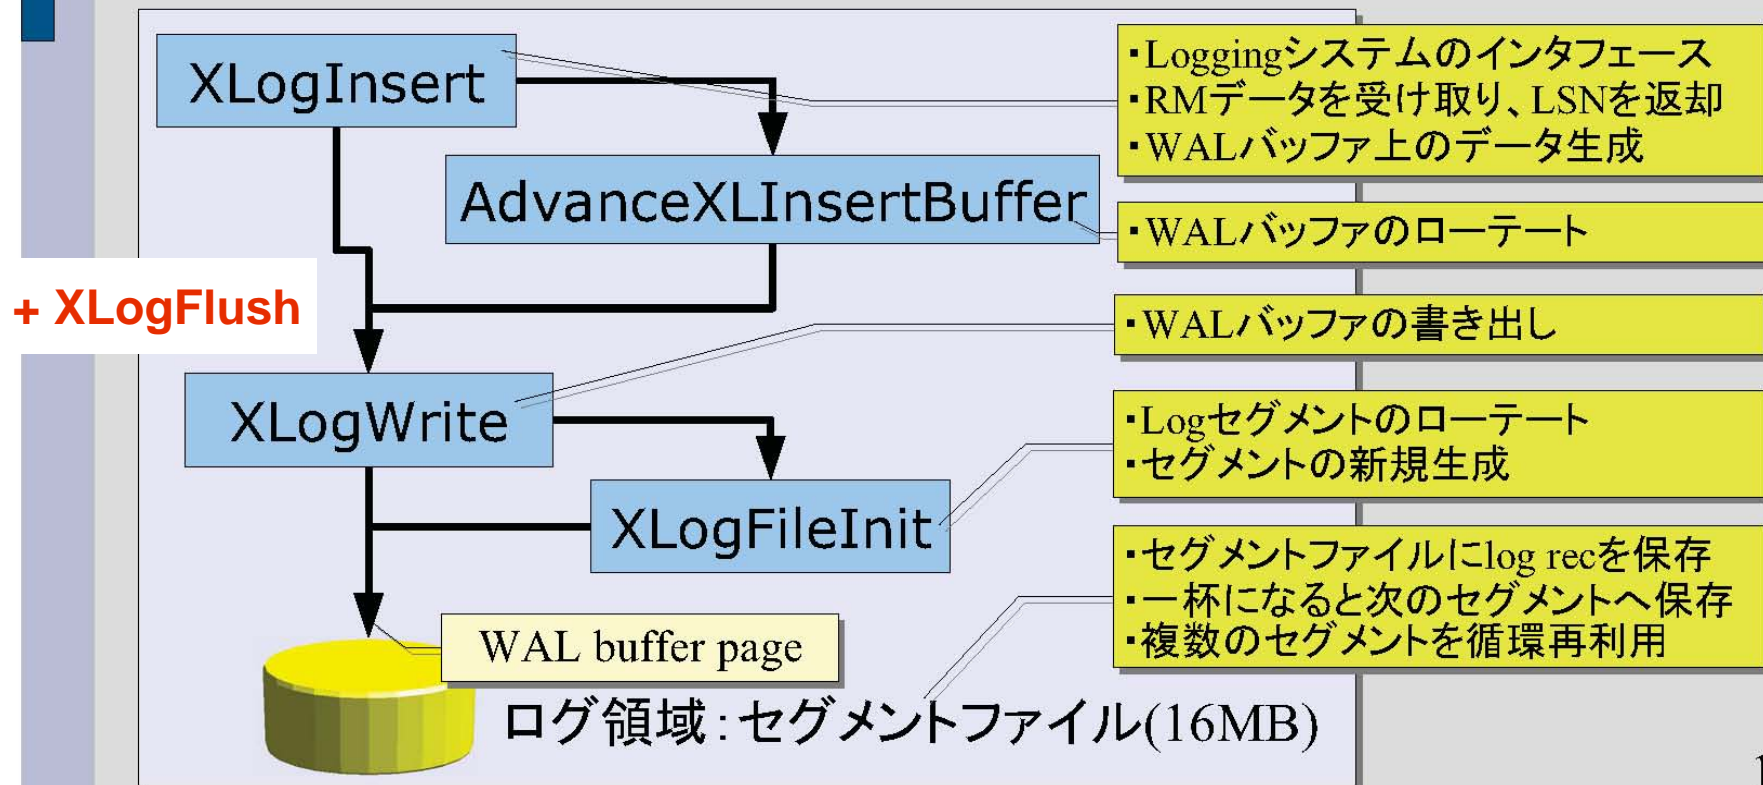 XLogInsert
・Loggingシステムのインタフェース
・RMデータを受け取り、LSNを返却
・WALバッファ上のデータ生成
AdvanceXLInsertBuffer
・WALバッファのローテート
+ XLogFlush
・WALバッファの書き出し
XLogWrite
・Logセグメントのローテート
・セグメントの新規生成
XLogFileInit
・セグメントファイルにlog recを保存
・一杯になると次のセグメントへ保存
・複数のセグメントを循環再利用
WAL buffer page
ログ領域:セグメントファイル(16MB)